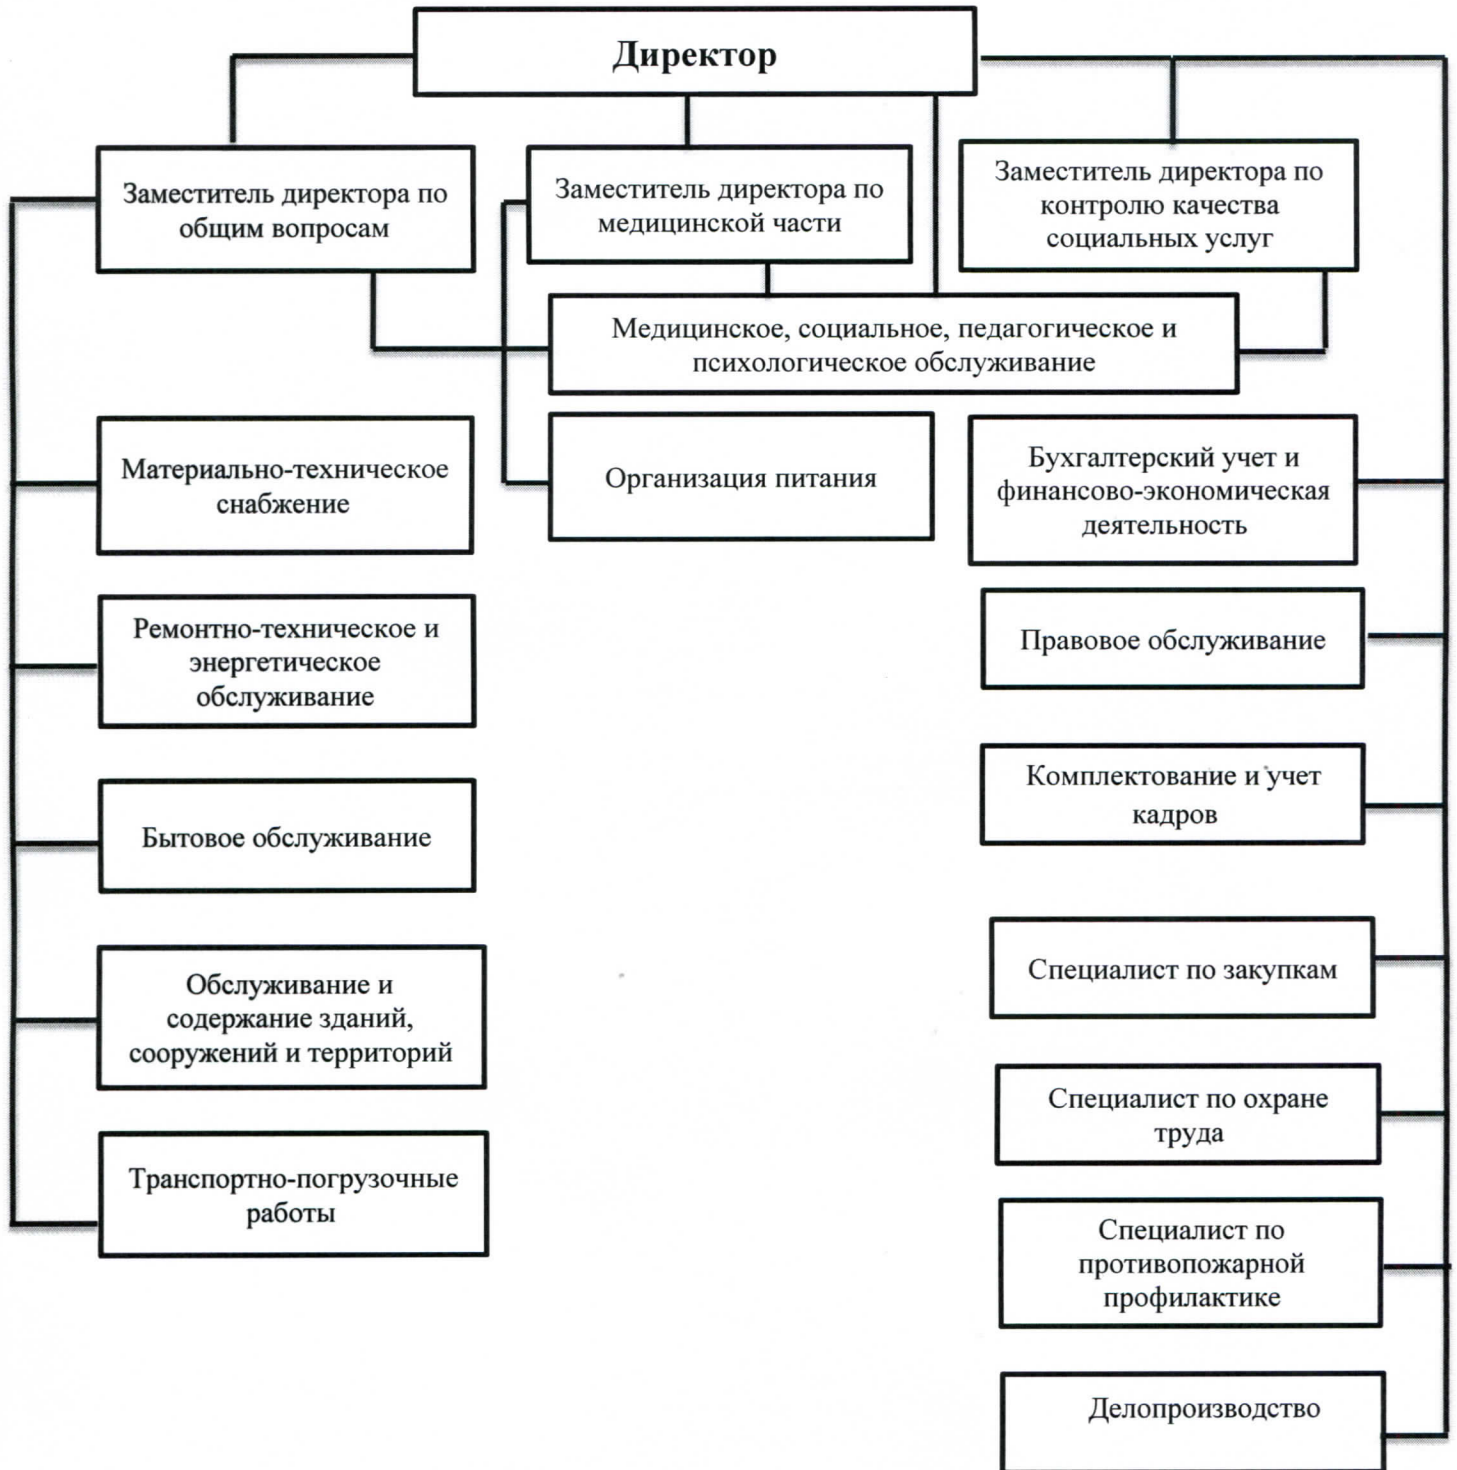 Директор
Заместитель директора по
общим вопросам
Заместитель директора по
медицинской части
Заместитель директора по
контролю качества
социальных услуг
Медицинское, социальное, педагогическое и
психологическое обслуживание
Материально-техническое
снабжение
Организация питания
Бухгалтерский учет и
финансово-экономическая
деятельность
Ремонтно-техническое и
энергетическое
обслуживание
Правовое обслуживание
Комплектование и учет
кадров
Бытовое обслуживание
Специалист по закупкам
Обслуживание и
содержание зданий,
сооружений и территорий
Специалист по охране
труда
Транспортно-погрузочные
работы
Специалист по
противопожарной
профилактике
Делопроизводство